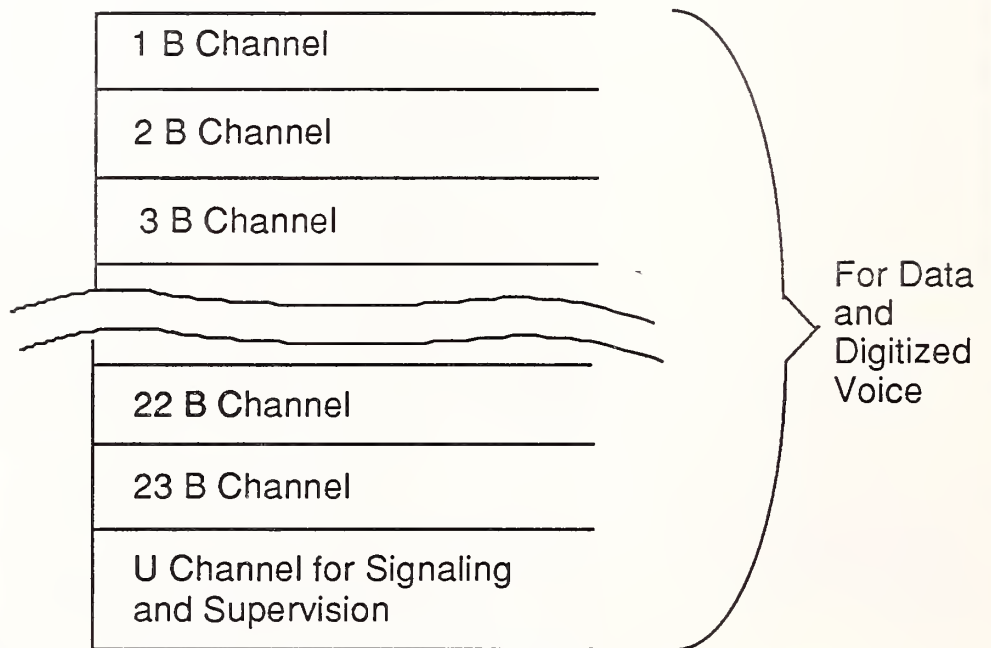 1 B Channel
2 B Channel
3 B Channel
22 B Channel
23 B Channel
U Channel for Signaling
and Supervision
For Data
and
Digitized
Voice